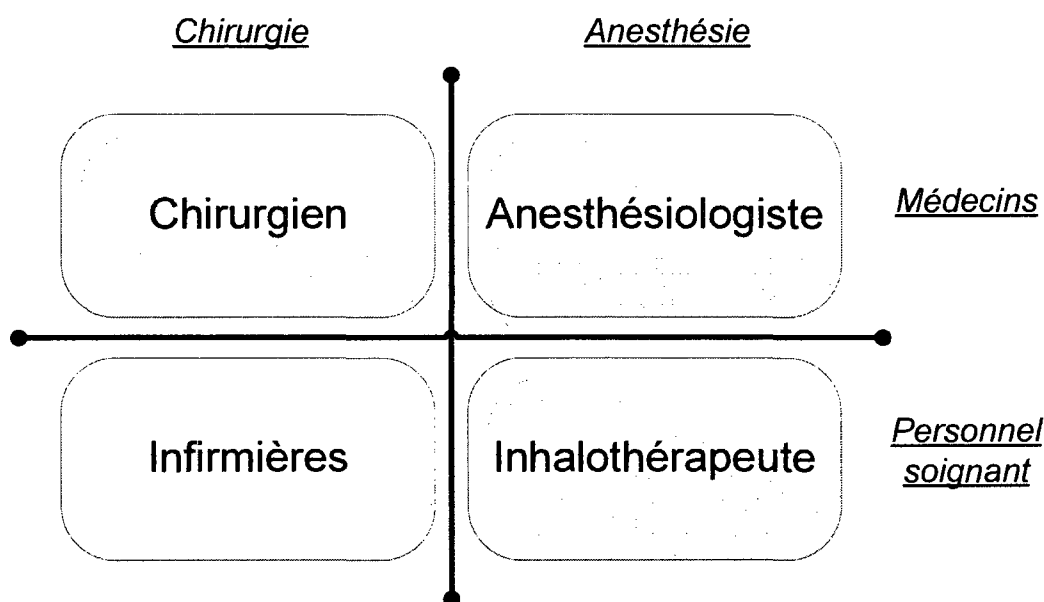 Chirurgie
Anesthésie
Chirurgien
Anesthésiologiste
Médecins
Infirmières
Inhalothérapeute
Personnel
soignant